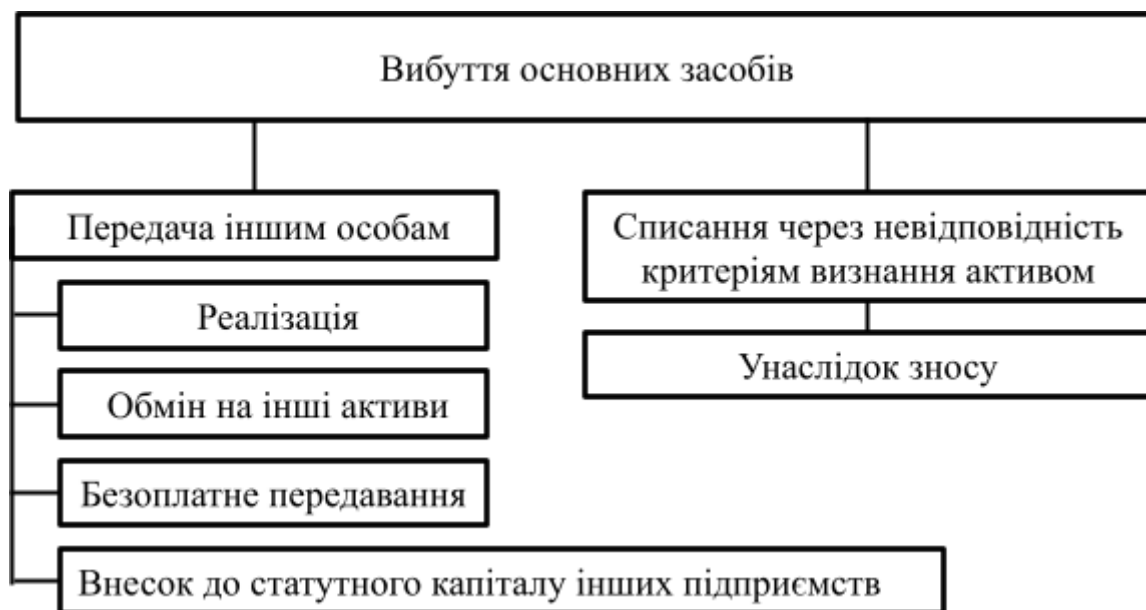 Вибуття основних засобів
Передача іншим особам
Реалізація
Обмін на інші активи
Безоплатне передавання
Внесок до статутного капіталу інших підприємств
Списання через невідповідність
критеріям визнання активом
Унаслідок зносу